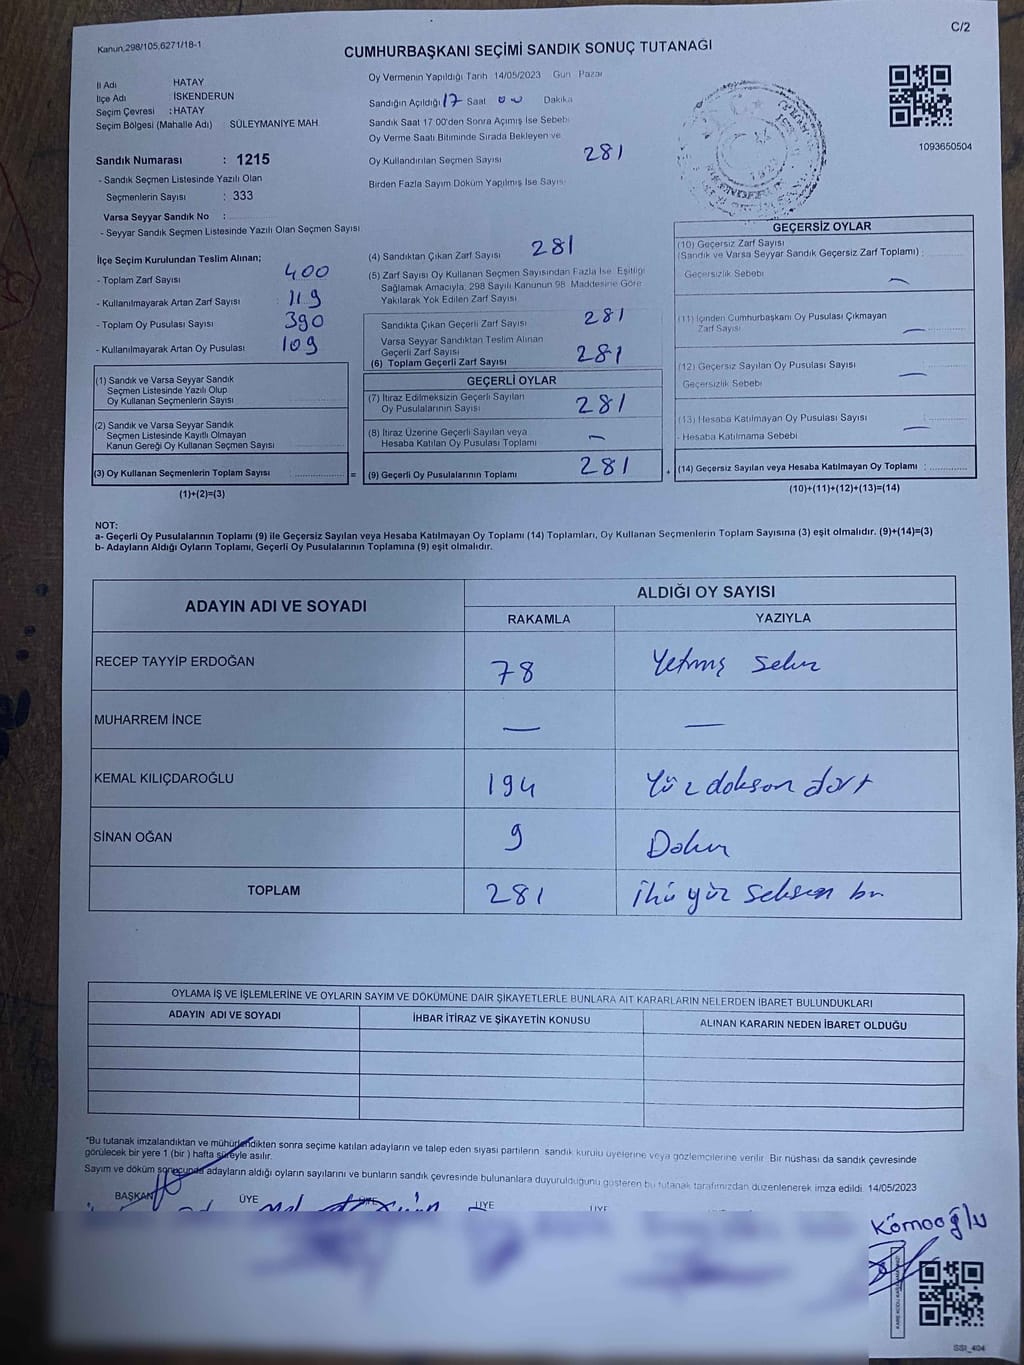 Kanun,298/105,6271/18-1
C/2
CUMHURBAŞKANI SEÇİMİ SANDIK SONUÇ TUTANAĞI
İl Adı HATAY
İlçe Adı İSKENDERUN
Seçim Çevresi : HATAY
Seçim Bölgesi (Mahalle Adı) SÜLEYMANİYE MAH.
Sandık Numarası : 1215
- Sandık Seçmen Listesinde Yazılı Olan
Seçmenlerin Sayısı : 333
Varsa Seyyar Sandık No :
- Seyyar Sandık Seçmen Listesinde Yazılı Olan Seçmen Sayısı
Oy Vermenin Yapıldığı Tarih 14/05/2023 Gun Pazar
Sandığın Açıldığı 17 Saat 00 Dakika
Sandık Saat 17 00'den Sonra Açımış İse Sebebi
Oy Verme Saati Bitiminde Sırada Bekleyen ve
Oy Kullandırılan Seçmen Sayısı 281
Birden Fazla Sayım Döküm Yapılmış İse Sayısı
1093650504
İlçe Seçim Kurulundan Teslim Alınan;
- Toplam Zarf Sayısı 400
- Kullanılmayarak Artan Zarf Sayısı 119
- Toplam Oy Pusulası Sayısı 390
- Kullanılmayarak Artan Oy Pusulası 109
(1) Sandık ve Varsa Seyyar Sandık
Seçmen Listesinde Yazılı Olup
Oy Kullanan Seçmenlerin Sayısı
(2) Sandık ve Varsa Seyyar Sandık
Seçmen Listesinde Kayıtlı Olmayan
Kanun Gereği Oy Kullanan Seçmen Sayısı
(3) Oy Kullanan Seçmenlerin Toplam Sayısı : =
(1)+(2)=(3)
(4) Sandıktan Çıkan Zarf Sayısı 281
(5) Zarf Sayısı Oy Kullanan Seçmen Sayısından Fazla İse, Eşitliği
Sağlamak Amacıyla, 298 Sayılı Kanunun 98. Maddesine Göre
Yakılarak Yok Edilen Zarf Sayısı
Sandıkta Çıkan Geçerli Zarf Sayısı 281
Varsa Seyyar Sandıktan Teslim Alınan
Geçerli Zarf Sayısı
(6) Toplam Geçerli Zarf Sayısı 281
GEÇERLİ OYLAR
(7) İtiraz Edilmeksizin Geçerli Sayılan
Oy Pusulalarının Sayısı 281
(8) İtiraz Üzerine Geçerli Sayılan veya
Hesaba Katılan Oy Pusulası Toplamı —
(9) Geçerli Oy Pusulalarının Toplamı 281 +
GEÇERSİZ OYLAR
(10) Geçersiz Zarf Sayısı
(Sandık ve Varsa Seyyar Sandık Geçersiz Zarf Toplamı) :
Geçersizlik Sebebi —
(11) İçinden Cumhurbaşkanı Oy Pusulası Çıkmayan
Zarf Sayısı —
(12) Geçersiz Sayılan Oy Pusulası Sayısı
Geçersizlik Sebebi —
(13) Hesaba Katılmayan Oy Pusulası Sayısı
- Hesaba Katılmama Sebebi —
(14) Geçersiz Sayılan veya Hesaba Katılmayan Oy Toplamı :
(10)+(11)+(12)+(13)=(14)
NOT:
a- Geçerli Oy Pusulalarının Toplamı (9) ile Geçersiz Sayılan veya Hesaba Katılmayan Oy Toplamı (14) Toplamları, Oy Kullanan Seçmenlerin Toplam Sayısına (3) eşit olmalıdır. (9)+(14)=(3)
b- Adayların Aldığı Oyların Toplamı, Geçerli Oy Pusulalarının Toplamına (9) eşit olmalıdır.
ADAYIN ADI VE SOYADI ALDIĞI OY SAYISI
RAKAMLA YAZIYLA
RECEP TAYYİP ERDOĞAN 78 Yetmiş sekiz
MUHARREM İNCE — —
KEMAL KILIÇDAROĞLU 194 Yüz doksan dört
SİNAN OĞAN 9 Dokuz
TOPLAM 281 İki yüz seksen bir
OYLAMA İŞ VE İŞLEMLERİNE VE OYLARIN SAYIM VE DÖKÜMÜNE DAİR ŞİKAYETLERLE BUNLARA AİT KARARLARIN NELERDEN İBARET BULUNDUKLARI
ADAYIN ADI VE SOYADI İHBAR İTİRAZ VE ŞİKAYETİN KONUSU ALINAN KARARIN NEDEN İBARET OLDUĞU
*Bu tutanak imzalandıktan ve mühürlendikten sonra seçime katılan adayların ve talep eden siyasi partilerin sandık kurulu üyelerine veya gözlemcilerine verilir. Bir nüshası da sandık çevresinde
görülecek bir yere 1 (bir ) hafta süreyle asılır.
Sayım ve döküm sonucunda adayların aldığı oyların sayılarını ve bunların sandık çevresinde bulunanlara duyurulduğunu gösteren bu tutanak tarafımızdan düzenlenerek imza edildi. 14/05/2023
BAŞKAN ÜYE ÜYE ÜYE ÜYE
Kömooğlu
SSI_404